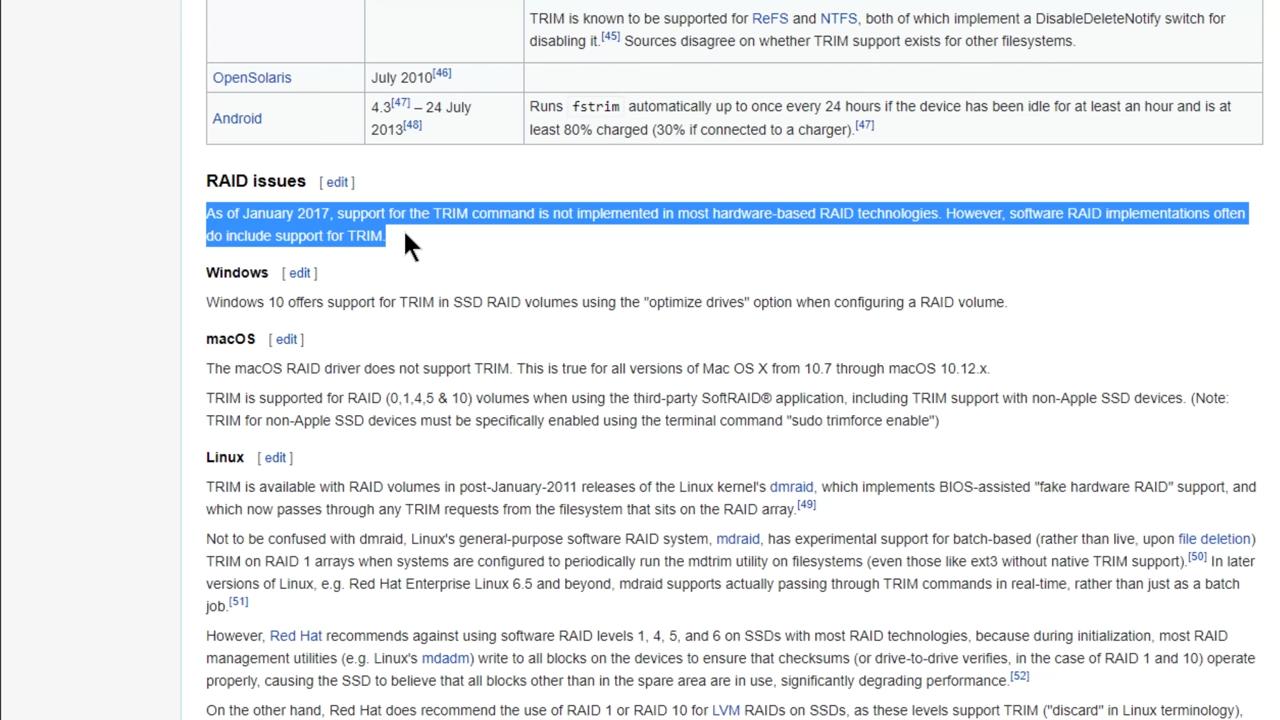 TRIM is known to be supported for ReFS and NTFS, both of which implement a DisableDeleteNotify switch for
disabling it.[45] Sources disagree on whether TRIM support exists for other filesystems.
OpenSolaris July 2010[46]
Android 4.3[47] – 24 July 2013[48] Runs fstrim automatically up to once every 24 hours if the device has been idle for at least an hour and is at
least 80% charged (30% if connected to a charger).[47]
RAID issues [ edit ]
As of January 2017, support for the TRIM command is not implemented in most hardware-based RAID technologies. However, software RAID implementations often
do include support for TRIM.
Windows [ edit ]
Windows 10 offers support for TRIM in SSD RAID volumes using the "optimize drives" option when configuring a RAID volume.
macOS [ edit ]
The macOS RAID driver does not support TRIM. This is true for all versions of Mac OS X from 10.7 through macOS 10.12.x.
TRIM is supported for RAID (0,1,4,5 & 10) volumes when using the third-party SoftRAID® application, including TRIM support with non-Apple SSD devices. (Note:
TRIM for non-Apple SSD devices must be specifically enabled using the terminal command "sudo trimforce enable")
Linux [ edit ]
TRIM is available with RAID volumes in post-January-2011 releases of the Linux kernel's dmraid, which implements BIOS-assisted "fake hardware RAID" support, and
which now passes through any TRIM requests from the filesystem that sits on the RAID array.[49]
Not to be confused with dmraid, Linux's general-purpose software RAID system, mdraid, has experimental support for batch-based (rather than live, upon file deletion)
TRIM on RAID 1 arrays when systems are configured to periodically run the mdtrim utility on filesystems (even those like ext3 without native TRIM support).[50] In later
versions of Linux, e.g. Red Hat Enterprise Linux 6.5 and beyond, mdraid supports actually passing through TRIM commands in real-time, rather than just as a batch
job.[51]
However, Red Hat recommends against using software RAID levels 1, 4, 5, and 6 on SSDs with most RAID technologies, because during initialization, most RAID
management utilities (e.g. Linux's mdadm) write to all blocks on the devices to ensure that checksums (or drive-to-drive verifies, in the case of RAID 1 and 10) operate
properly, causing the SSD to believe that all blocks other than in the spare area are in use, significantly degrading performance.[52]
On the other hand, Red Hat does recommend the use of RAID 1 or RAID 10 for LVM RAIDs on SSDs, as these levels support TRIM ("discard" in Linux terminology),